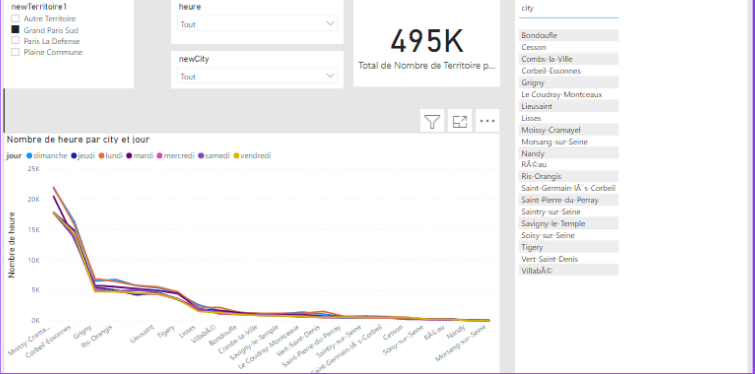 newTerritoire1
Autre Territoire
Grand Paris Sud
Paris La Defense
Plaine Commune
heure
Tout
newCity
Tout
495K
Total de Nombre de Territoire p...
city
Bondoufle
Cesson
Combs-la-Ville
Corbeil-Essonnes
Grigny
Le Coudray-Montceaux
Lieusaint
Lisses
Moissy-Cramayel
Morsang-sur-Seine
Nandy
RÃ©au
Ris-Orangis
Saint-Germain-lÃ¨s-Corbeil
Saint-Pierre-du-Perray
Saintry-sur-Seine
Savigny-le-Temple
Soisy-sur-Seine
Tigery
Vert-Saint-Denis
VillabÃ©
Nombre de heure par city et jour
jour dimanche jeudi lundi mardi mercredi samedi vendredi
Nombre de heure
25K
20K
15K
10K
5K
0K
Moissy-Crama...
Corbeil-Essonnes
Grigny
Ris-Orangis
Lieusaint
Tigery
Lisses
VillabÃ©
Bondoufle
Combs-la-Ville
Savigny-le-Temple
Le Coudray-Montceaux
Vert-Saint-Denis
Saint-Pierre-du-Perray
Saintry-sur-Seine
Saint-Germain-lÃ¨s-Corbeil
Cesson
Soisy-sur-Seine
RÃ©au
Nandy
Morsang-sur-Seine